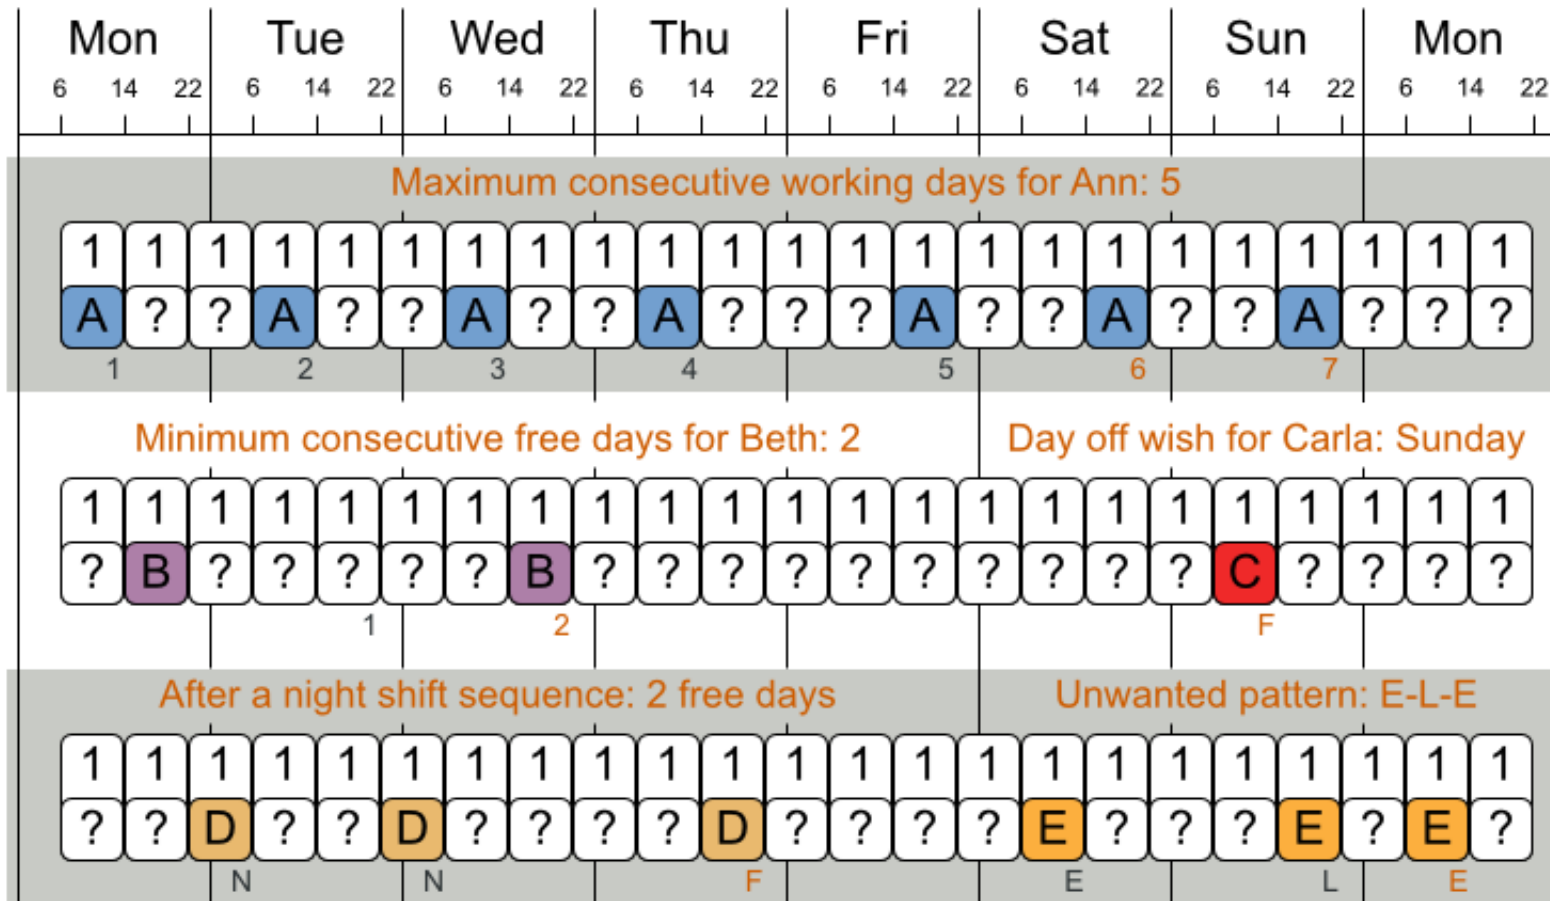 Mon Tue Wed Thu Fri Sat Sun Mon
6 14 22 6 14 22 6 14 22 6 14 22 6 14 22 6 14 22 6 14 22 6 14 22
Maximum consecutive working days for Ann: 5
1 1 1 1 1 1 1 1 1 1 1 1 1 1 1 1 1 1 1 1 1 1 1
A ? ? A ? ? A ? ? A ? ? ? A ? ? A ? ? A ? ? ?
1 2 3 4 5 6 7
Minimum consecutive free days for Beth: 2 Day off wish for Carla: Sunday
1 1 1 1 1 1 1 1 1 1 1 1 1 1 1 1 1 1 1 1 1 1 1
? B ? ? ? ? ? B ? ? ? ? ? ? ? ? ? ? C ? ? ? ?
1 2 F
After a night shift sequence: 2 free days Unwanted pattern: E-L-E
1 1 1 1 1 1 1 1 1 1 1 1 1 1 1 1 1 1 1 1 1 1 1
? ? D ? ? D ? ? ? ? D ? ? ? ? E ? ? ? E ? E ?
N N F E L E